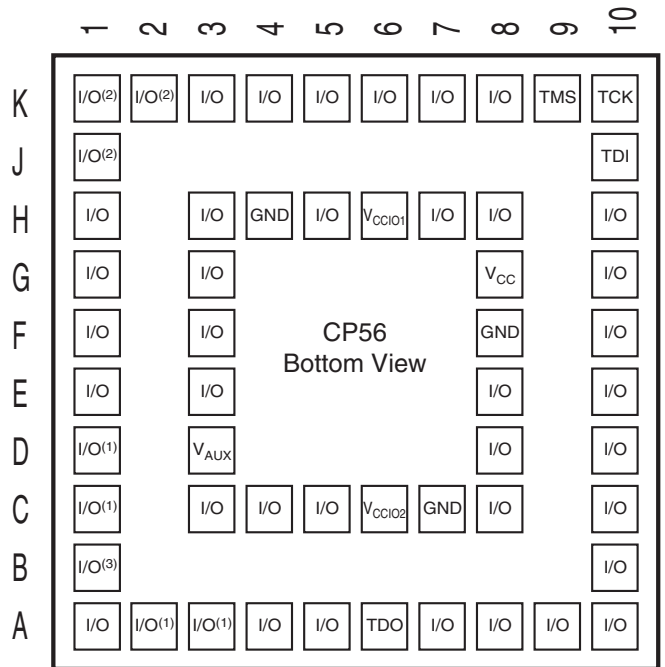 1 2 3 4 5 6 7 8 9 10
K I/O(2) I/O(2) I/O I/O I/O I/O I/O I/O TMS TCK
J I/O(2) TDI
H I/O I/O GND I/O VCCIO1 I/O I/O I/O
G I/O I/O VCC I/O
F I/O I/O CP56 GND I/O
Bottom View
E I/O I/O I/O I/O
D I/O(1) VAUX I/O I/O
C I/O(1) I/O I/O I/O VCCIO2 GND I/O I/O
B I/O(3) I/O
A I/O I/O(1) I/O(1) I/O I/O TDO I/O I/O I/O I/O